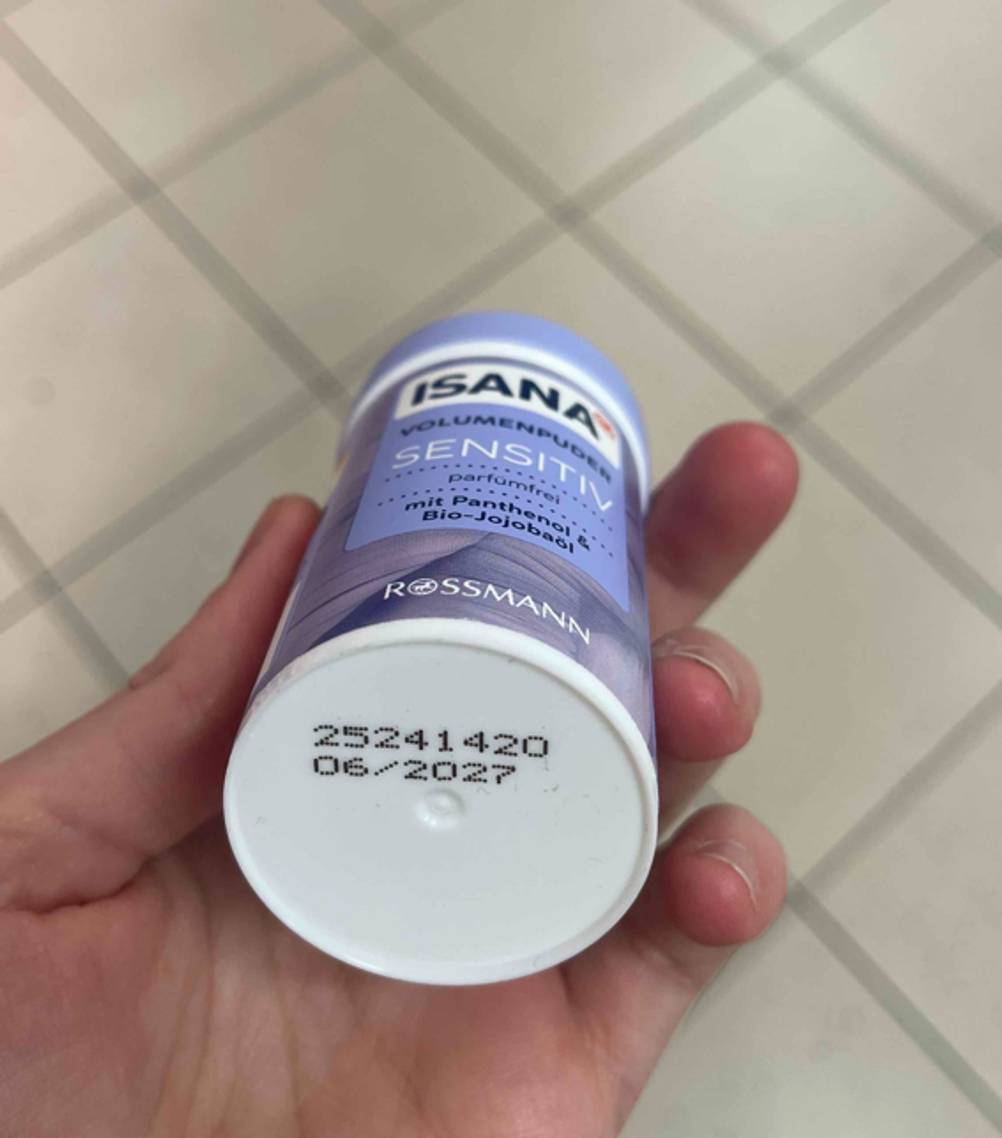 ISANA
VOLUMENPUDER
SENSITIV
parfümfrei
mit Panthenol &
Bio-Jojobaöl
ROSSMANN
25241420
06/2027